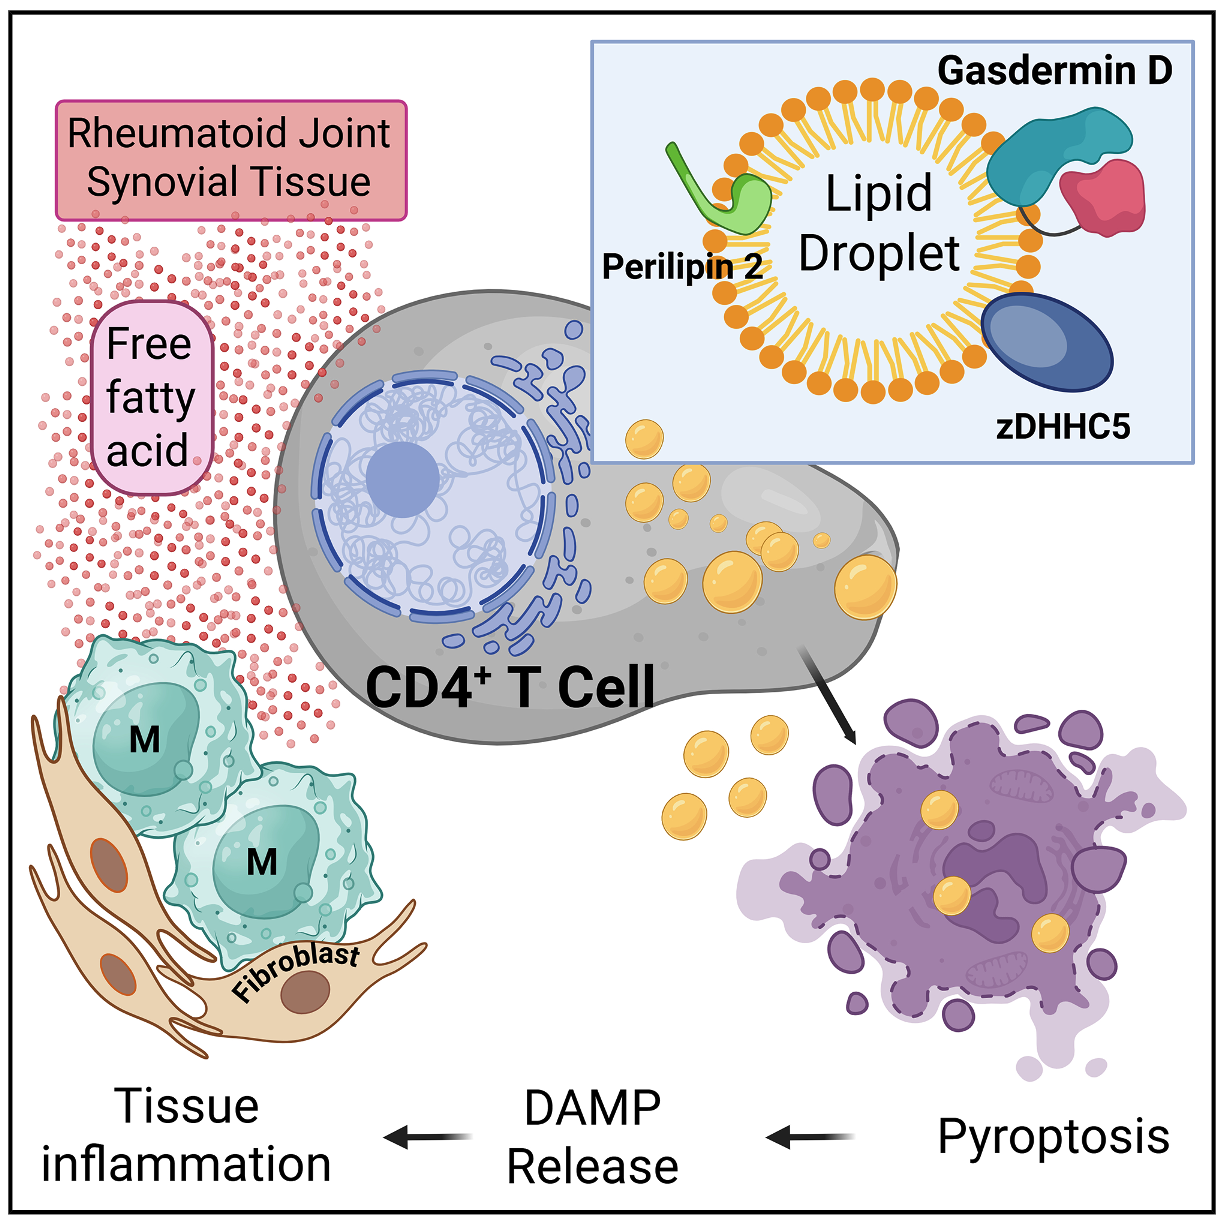 Rheumatoid Joint
Synovial Tissue
Free
fatty
acid
Gasdermin D
Lipid
Droplet
Perilipin 2
zDHHC5
CD4⁺ T Cell
M
M
Fibroblast
Tissue
inflammation
DAMP
Release
Pyroptosis